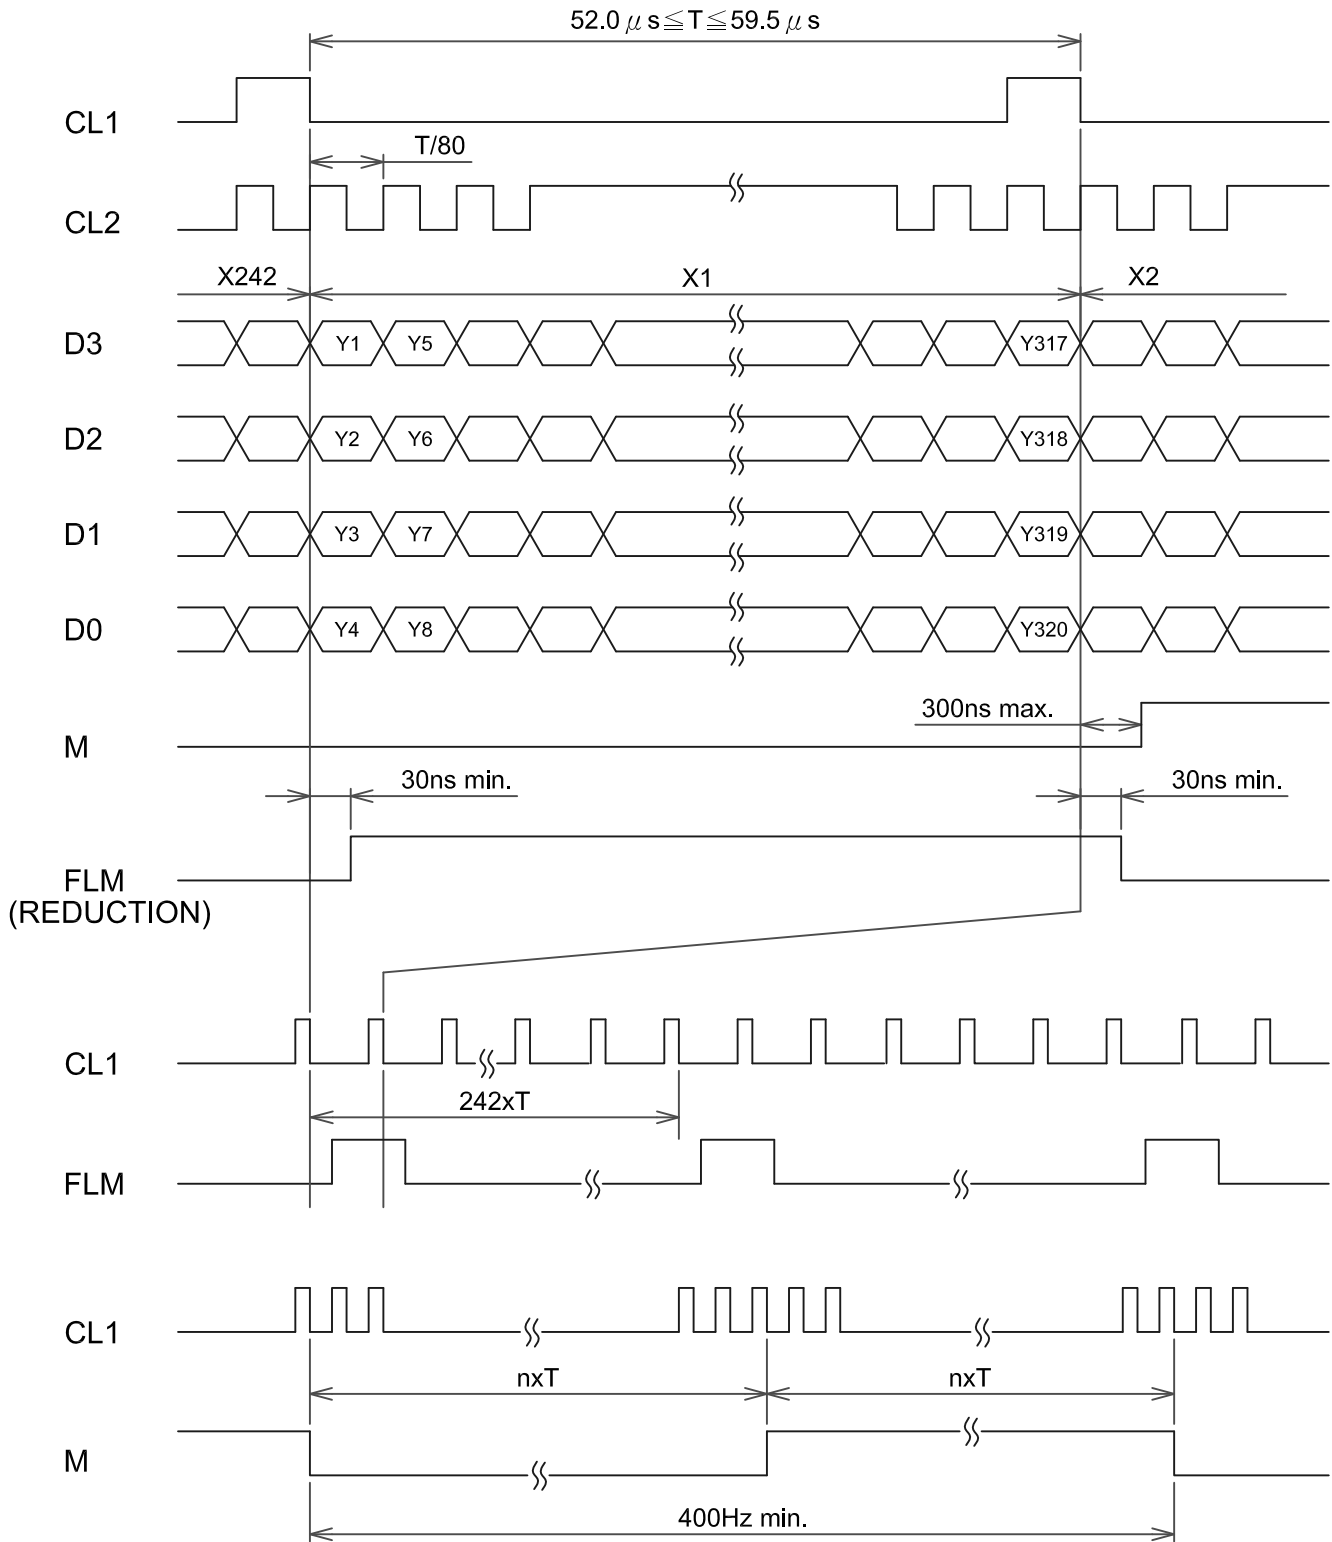 52.0 μ s≦T≦59.5 μ s
CL1
T/80
CL2
X242 X1 X2
D3 Y1 Y5 Y317
D2 Y2 Y6 Y318
D1 Y3 Y7 Y319
D0 Y4 Y8 Y320
300ns max.
M
30ns min. 30ns min.
FLM
(REDUCTION)
CL1
242xT
FLM
CL1
nxT nxT
M
400Hz min.